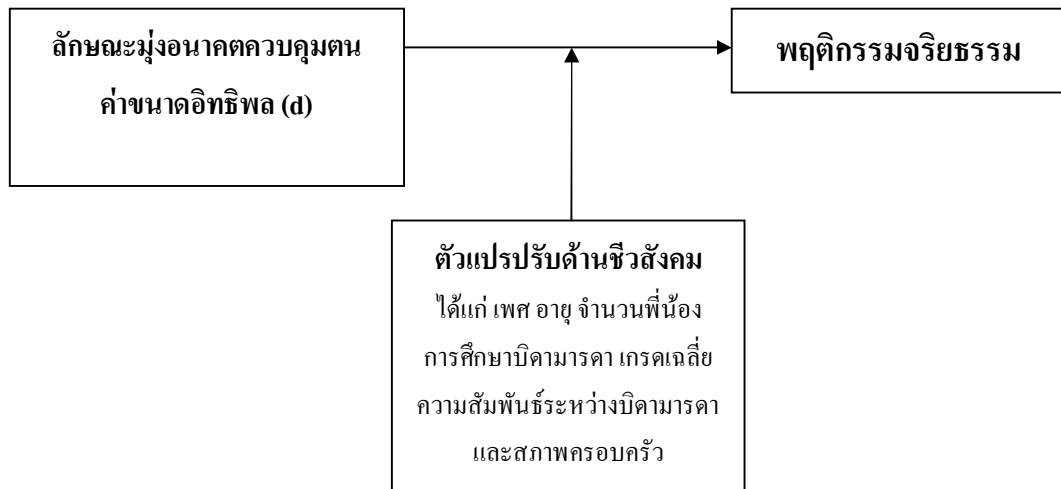 ลักษณะมุ่งอนาคตควบคุมตน
ค่าขนาดอิทธิพล (d)
พฤติกรรมจริยธรรม
ตัวแปรปรับด้านชีวสังคม
ได้แก่ เพศ อายุ จำนวนพี่น้อง
การศึกษาบิดามารดา เกรดเฉลี่ย
ความสัมพันธ์ระหว่างบิดามารดา
และสภาพครอบครัว